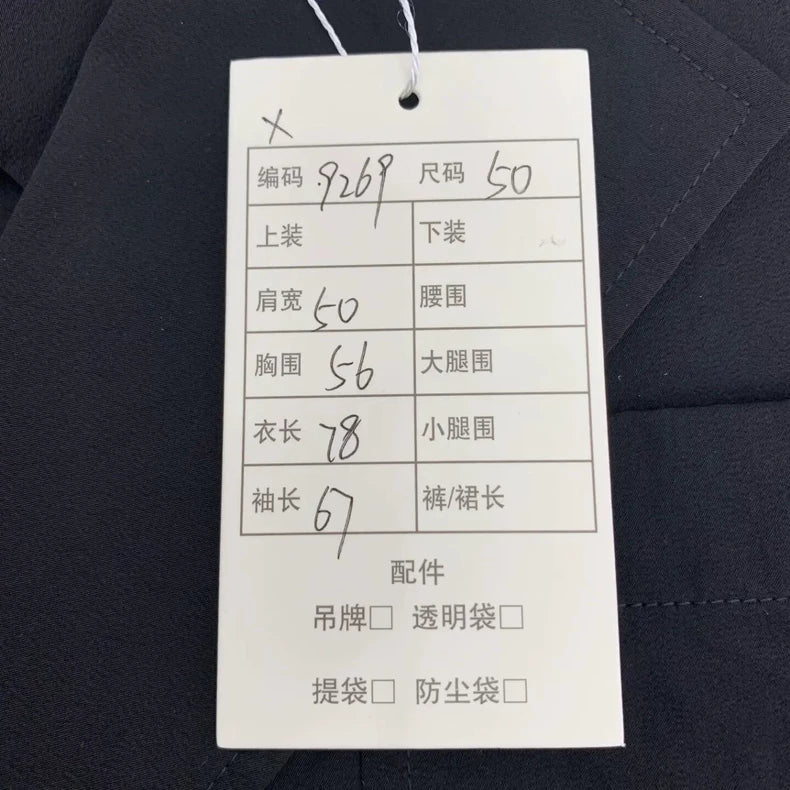 X
编码 9269 尺码 50
上装 下装
肩宽 50 腰围
胸围 56 大腿围
衣长 78 小腿围
袖长 67 裤/裙长
配件
吊牌□ 透明袋□
提袋□ 防尘袋□